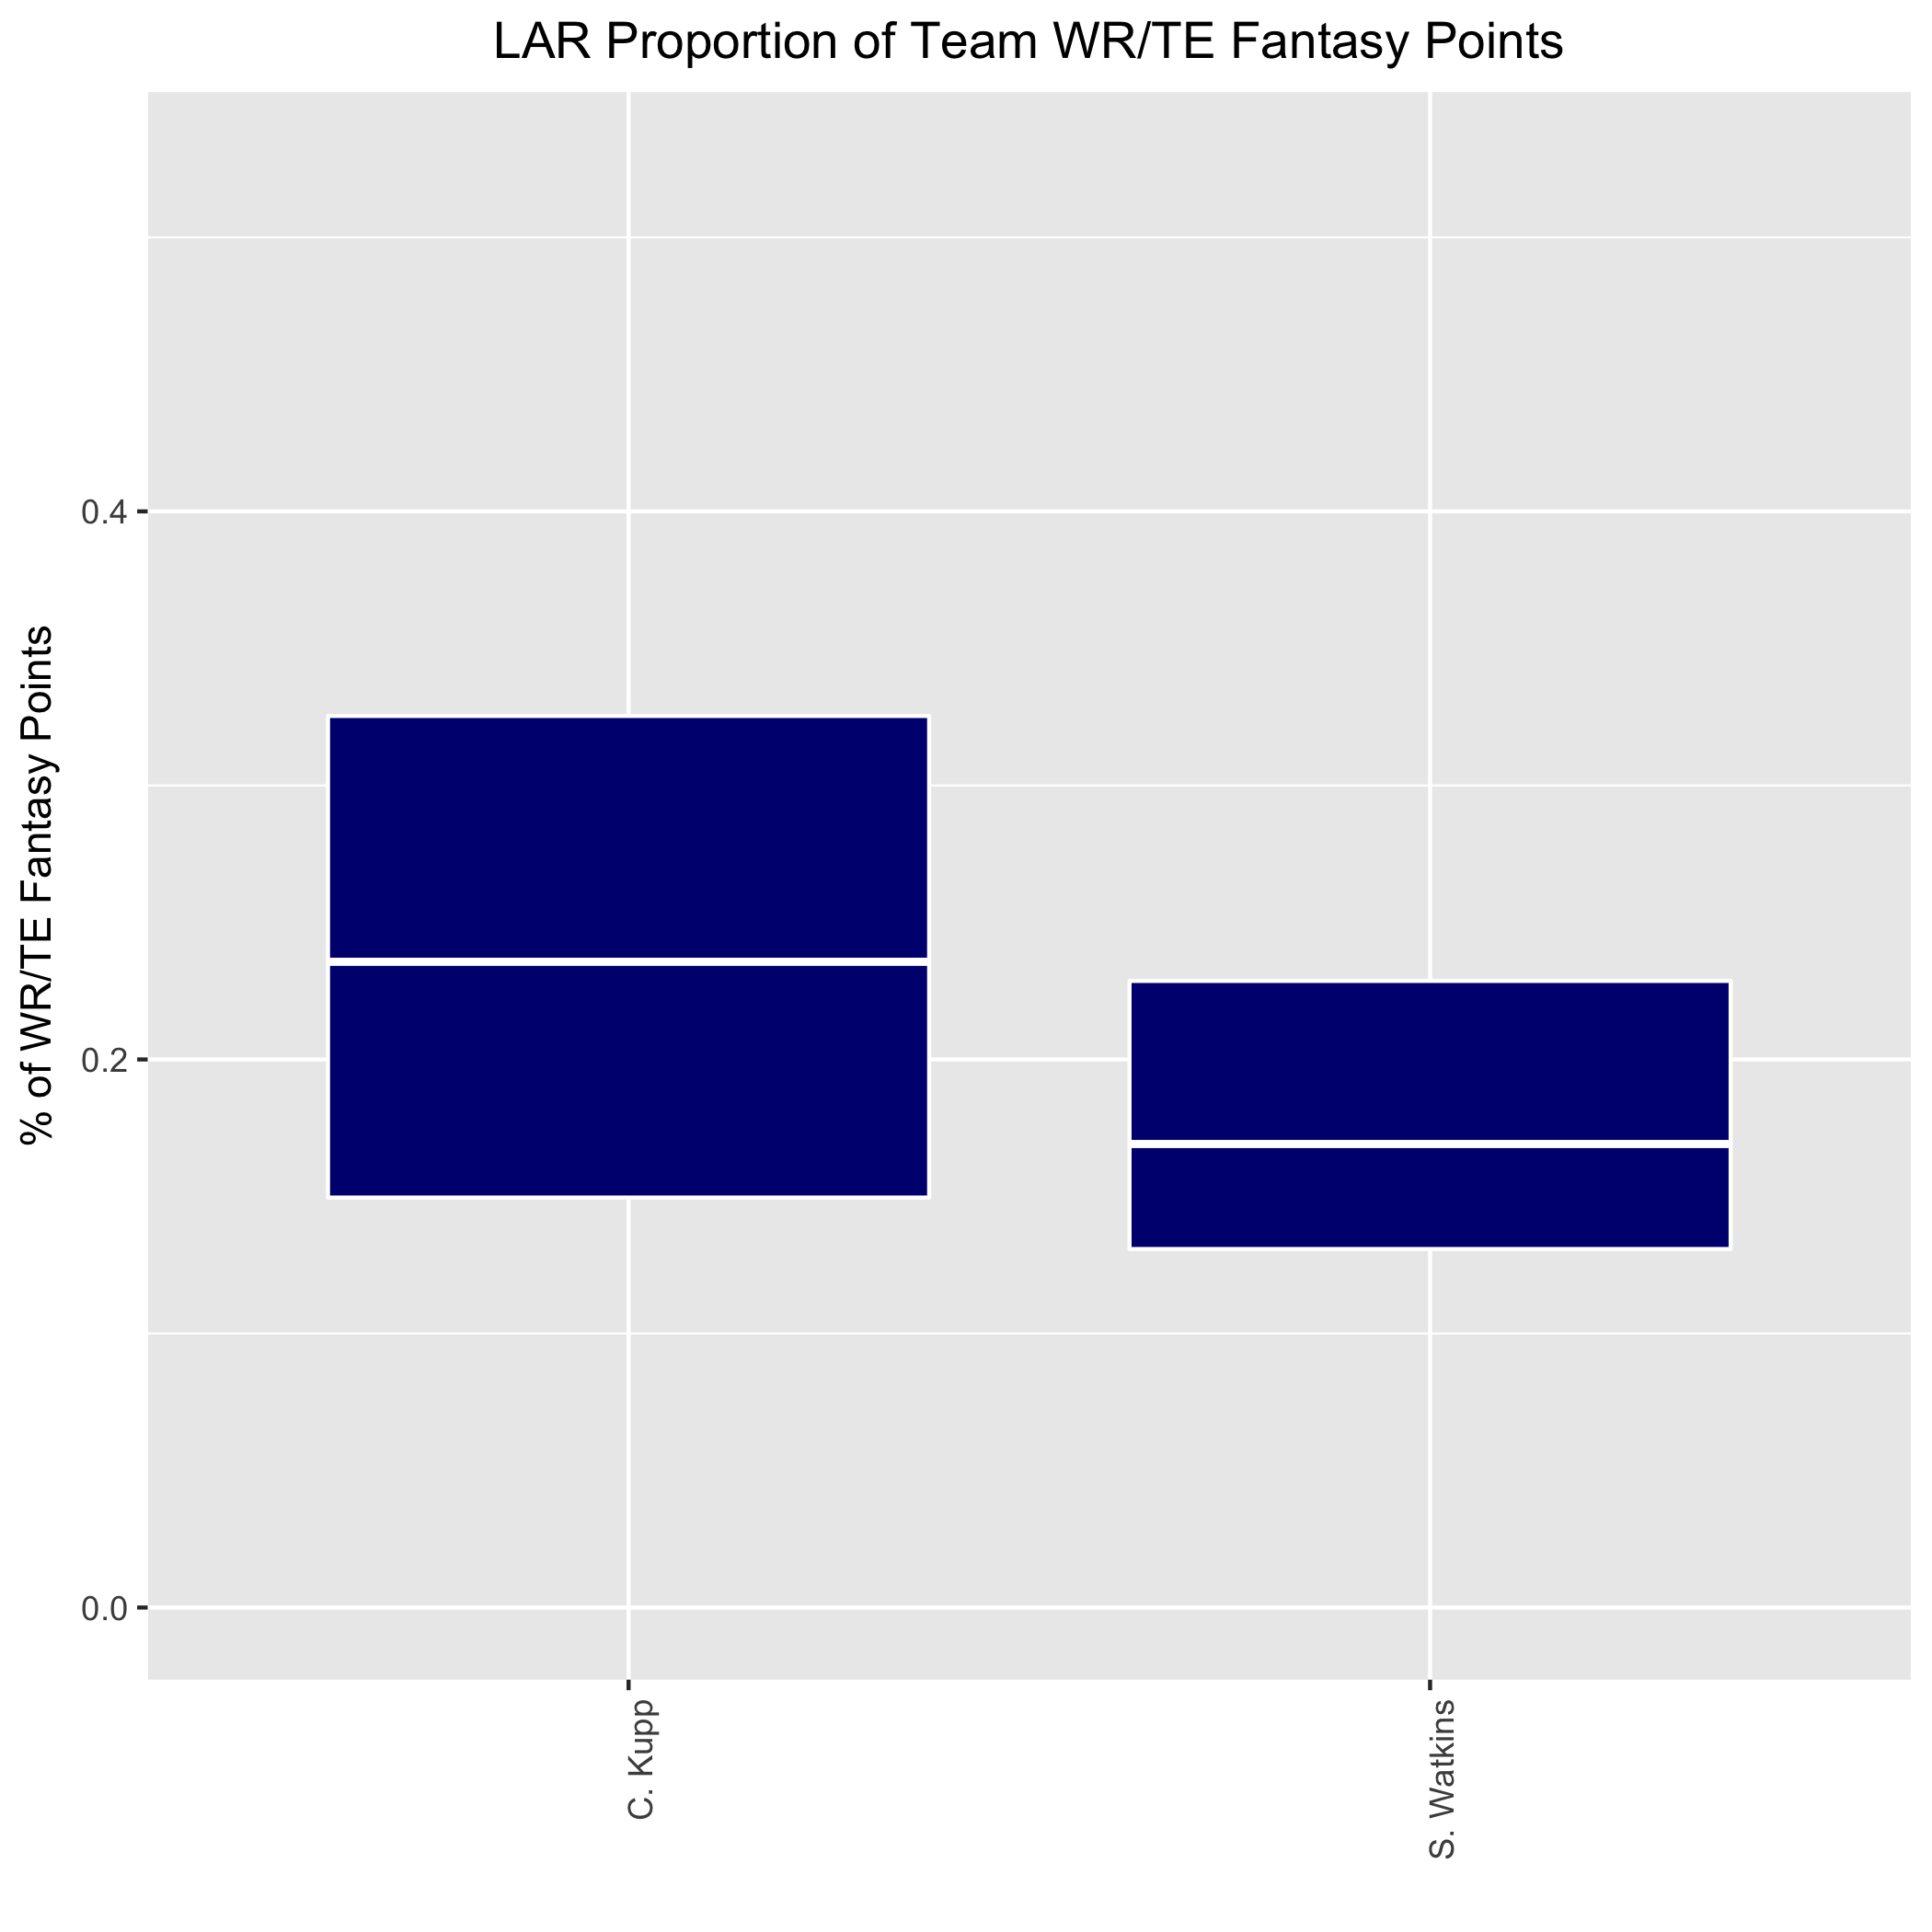 LAR Proportion of Team WR/TE Fantasy Points
% of WR/TE Fantasy Points
0.4
0.2
0.0
C. Kupp
S. Watkins